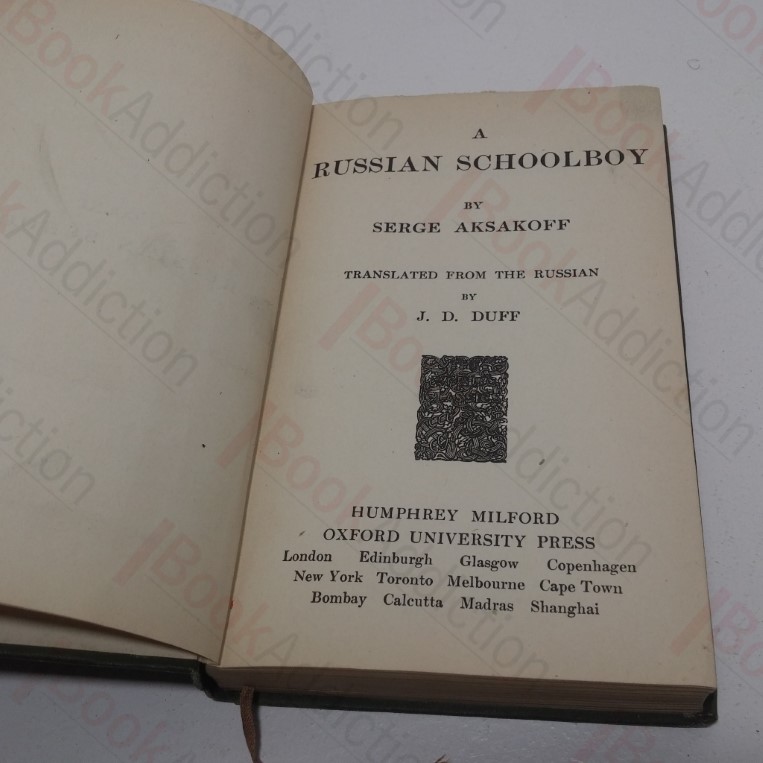 A
RUSSIAN SCHOOLBOY
BY
SERGE AKSAKOFF
TRANSLATED FROM THE RUSSIAN
BY
J. D. DUFF
HUMPHREY MILFORD
OXFORD UNIVERSITY PRESS
London Edinburgh Glasgow Copenhagen
New York Toronto Melbourne Cape Town
Bombay Calcutta Madras Shanghai
BookAddiction